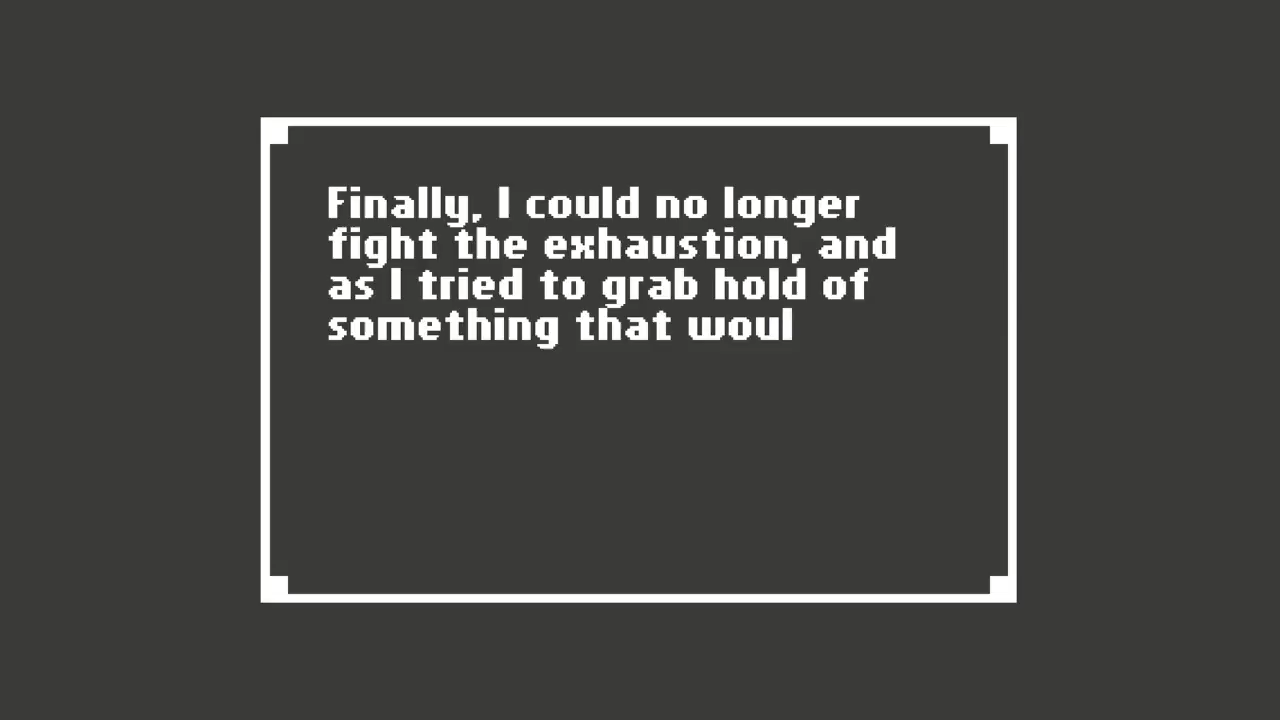 Finally, I could no longer
fight the exhaustion, and
as I tried to grab hold of
something that woul